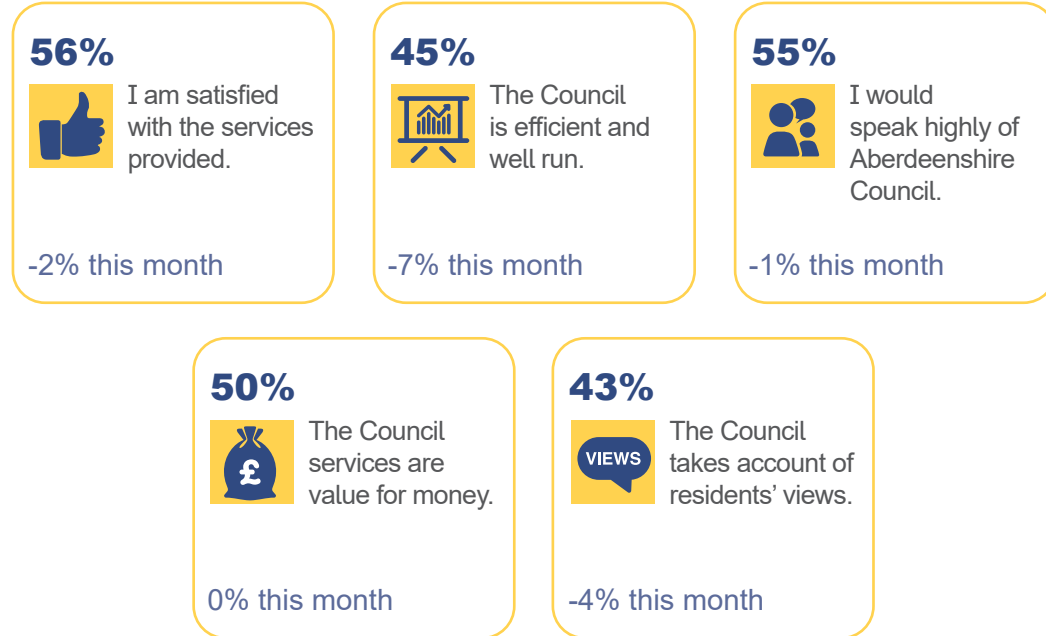 56%
I am satisfied
with the services
provided.
-2% this month
45%
The Council
is efficient and
well run.
-7% this month
55%
I would
speak highly of
Aberdeenshire
Council.
-1% this month
50%
£
The Council
services are
value for money.
0% this month
43%
VIEWS
The Council
takes account of
residents’ views.
-4% this month